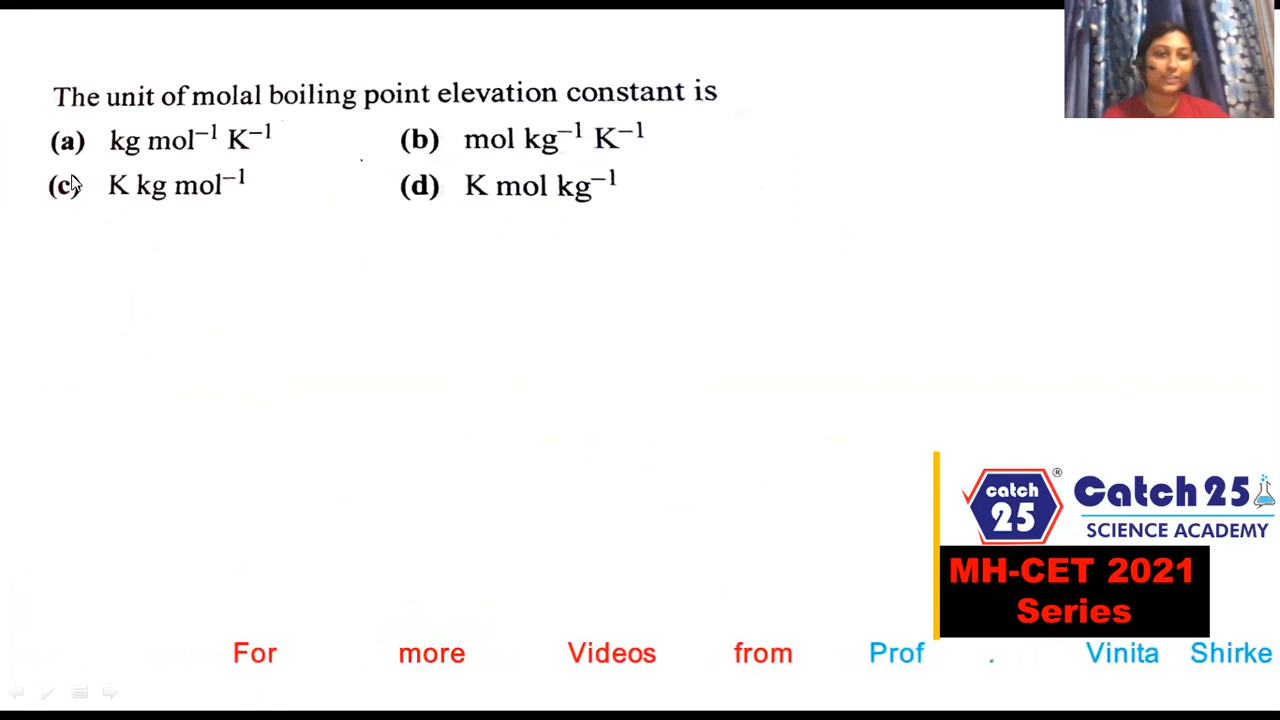 The unit of molal boiling point elevation constant is
(a) kg mol⁻¹ K⁻¹ (b) mol kg⁻¹ K⁻¹
(c) K kg mol⁻¹ (d) K mol kg⁻¹
catch 25 ®
Catch 25
SCIENCE ACADEMY
MH-CET 2021
Series
For more Videos from Prof . Vinita Shirke